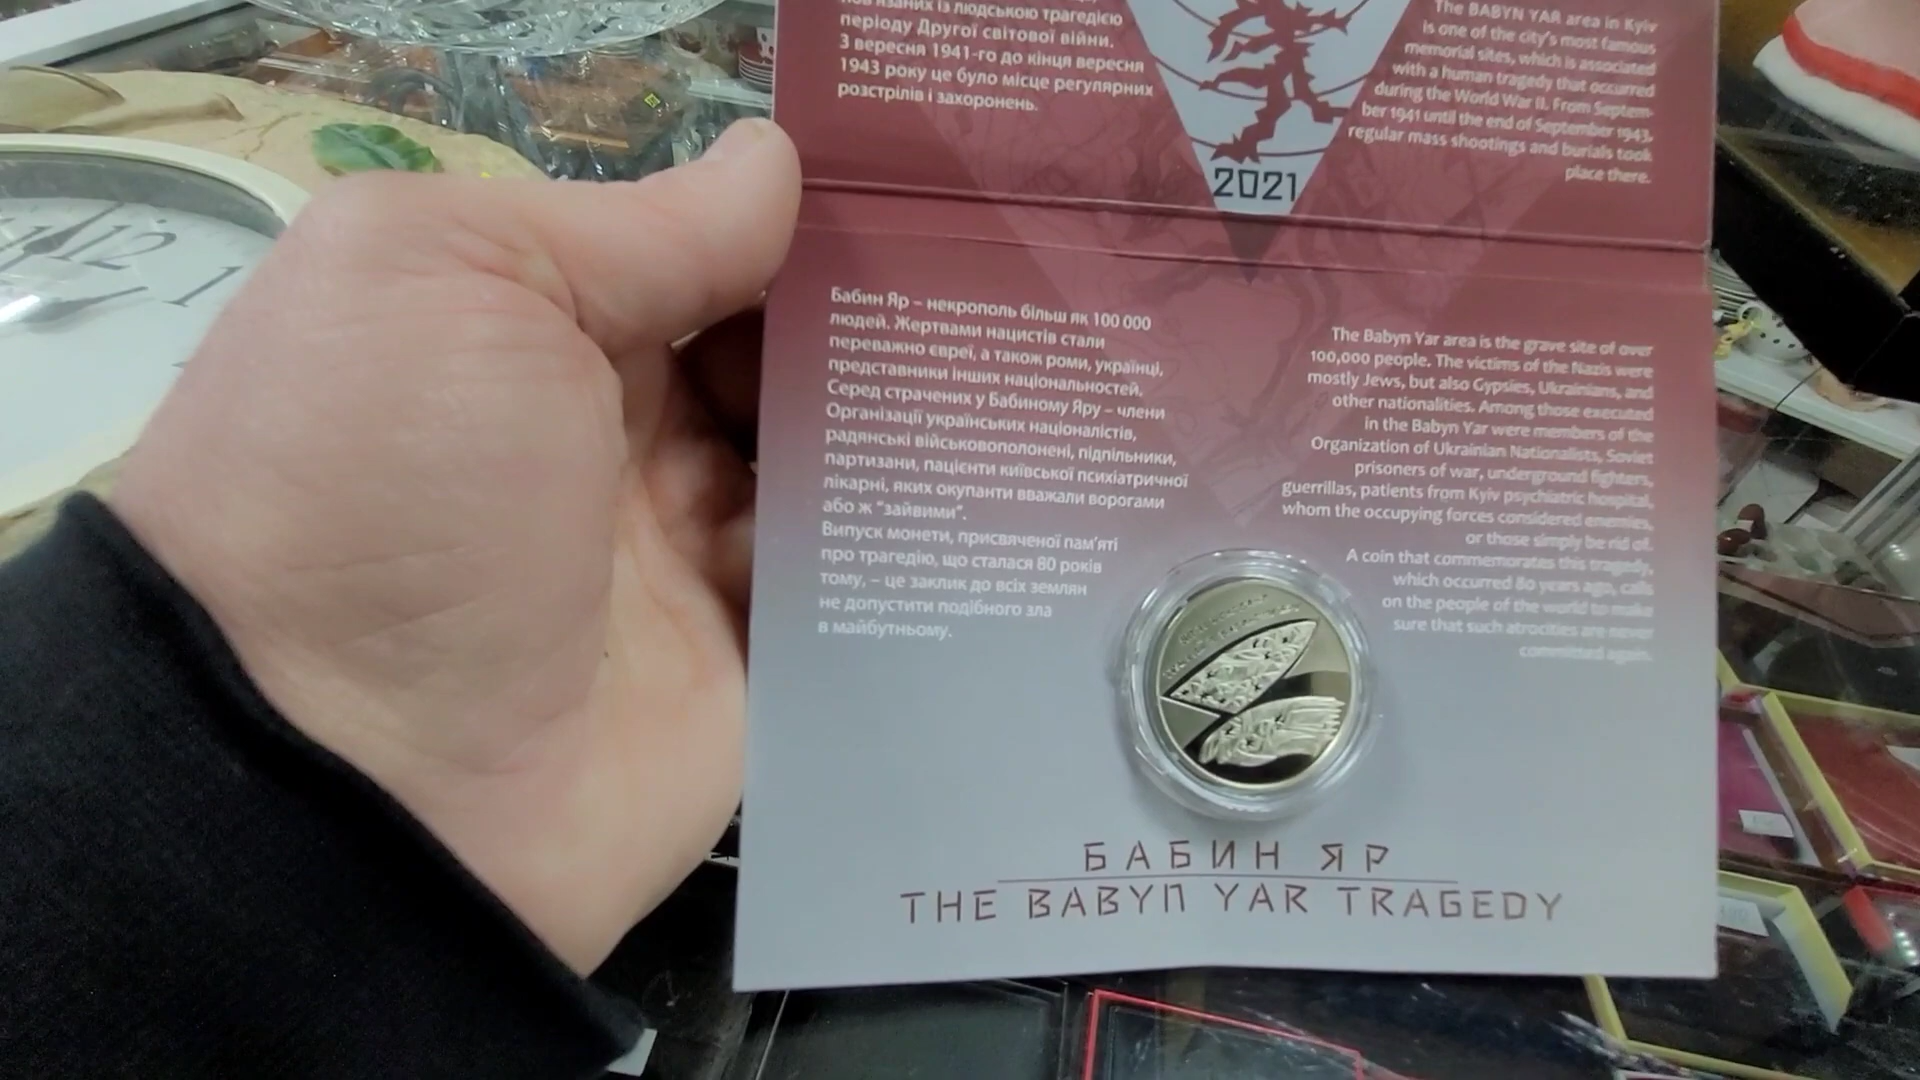 пов'язаних із людською трагедією
періоду Другої світової війни.
З вересня 1941-го до кінця вересня
1943 року це було місце регулярних
розстрілів і захоронень.
The BABYN YAR area in Kyiv
is one of the city's most famous
memorial sites, which is associated
with a human tragedy that occurred
during the World War II. From Septem-
ber 1941 until the end of September 1943,
regular mass shootings and burials took
place there.
2021
Бабин Яр – некрополь більш як 100 000
людей. Жертвами нацистів стали
переважно євреї, а також роми, українці,
представники інших національностей.
Серед страчених у Бабиному Яру – члени
Організації українських націоналістів,
радянські військовополонені, підпільники,
партизани, пацієнти київської психіатричної
лікарні, яких окупанти вважали ворогами
або ж "зайвими".
Випуск монети, присвяченої пам'яті
про трагедію, що сталася 80 років
тому, – це заклик до всіх землян
не допустити подібного зла
в майбутньому.
The Babyn Yar area is the grave site of over
100,000 people. The victims of the Nazis were
mostly Jews, but also Gypsies, Ukrainians, and
other nationalities. Among those executed
in the Babyn Yar were members of the
Organization of Ukrainian Nationalists, Soviet
prisoners of war, underground fighters,
guerrillas, patients from Kyiv psychiatric hospital,
whom the occupying forces considered enemies,
or those simply be rid of.
A coin that commemorates this tragedy,
which occurred 80 years ago, calls
on the people of the world to make
sure that such atrocities are never
committed again.
БАБИН ЯР
THE BABYN YAR TRAGEDY
11 12 1